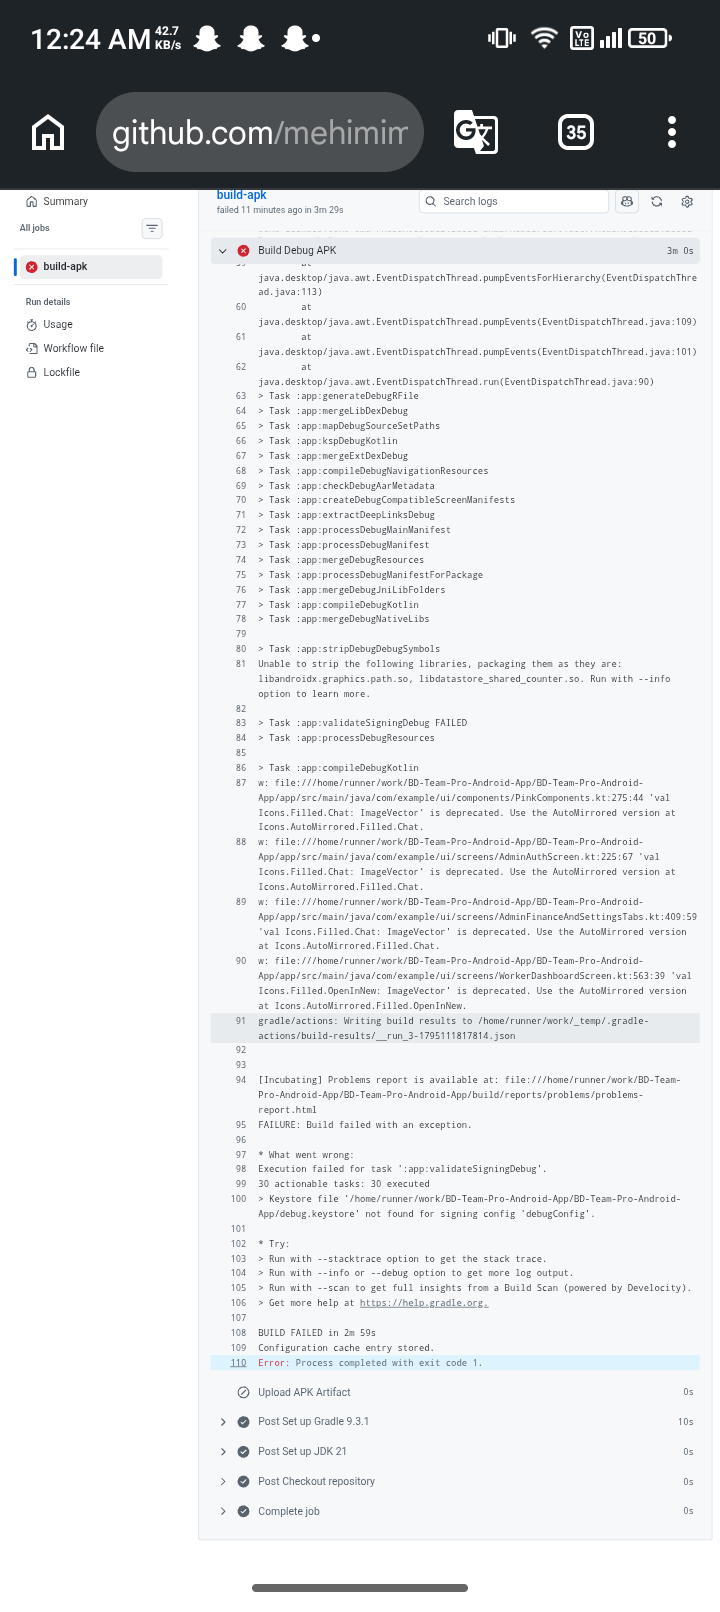 12:24 AM 42.7 KB/s Vo LTE 50
github.com/mehimim 35
Summary
build-apk
failed 11 minutes ago in 3m 29s
Search logs
All jobs
build-apk
Run details
Usage
Workflow file
Lockfile
Build Debug APK 3m 0s
java.desktop/java.awt.EventDispatchThread.pumpEventsForHierarchy(EventDispatchThre
ad.java:113)
60 at
java.desktop/java.awt.EventDispatchThread.pumpEvents(EventDispatchThread.java:109)
61 at
java.desktop/java.awt.EventDispatchThread.pumpEvents(EventDispatchThread.java:101)
62 at
java.desktop/java.awt.EventDispatchThread.run(EventDispatchThread.java:90)
63 > Task :app:generateDebugRFile
64 > Task :app:mergeLibDexDebug
65 > Task :app:mapDebugSourceSetPaths
66 > Task :app:kspDebugKotlin
67 > Task :app:mergeExtDexDebug
68 > Task :app:compileDebugNavigationResources
69 > Task :app:checkDebugAarMetadata
70 > Task :app:createDebugCompatibleScreenManifests
71 > Task :app:extractDeepLinksDebug
72 > Task :app:processDebugMainManifest
73 > Task :app:processDebugManifest
74 > Task :app:mergeDebugResources
75 > Task :app:processDebugManifestForPackage
76 > Task :app:mergeDebugJniLibFolders
77 > Task :app:compileDebugKotlin
78 > Task :app:mergeDebugNativeLibs
79
80 > Task :app:stripDebugDebugSymbols
81 Unable to strip the following libraries, packaging them as they are:
libandroidx.graphics.path.so, libdatastore_shared_counter.so. Run with --info
option to learn more.
82
83 > Task :app:validateSigningDebug FAILED
84 > Task :app:processDebugResources
85
86 > Task :app:compileDebugKotlin
87 w: file:///home/runner/work/BD-Team-Pro-Android-App/BD-Team-Pro-Android-
App/app/src/main/java/com/example/ui/components/PinkComponents.kt:275:44 'val
Icons.Filled.Chat: ImageVector' is deprecated. Use the AutoMirrored version at
Icons.AutoMirrored.Filled.Chat.
88 w: file:///home/runner/work/BD-Team-Pro-Android-App/BD-Team-Pro-Android-
App/app/src/main/java/com/example/ui/screens/AdminAuthScreen.kt:225:67 'val
Icons.Filled.Chat: ImageVector' is deprecated. Use the AutoMirrored version at
Icons.AutoMirrored.Filled.Chat.
89 w: file:///home/runner/work/BD-Team-Pro-Android-App/BD-Team-Pro-Android-
App/app/src/main/java/com/example/ui/screens/AdminFinanceAndSettingsTabs.kt:409:59
'val Icons.Filled.Chat: ImageVector' is deprecated. Use the AutoMirrored version
at Icons.AutoMirrored.Filled.Chat.
90 w: file:///home/runner/work/BD-Team-Pro-Android-App/BD-Team-Pro-Android-
App/app/src/main/java/com/example/ui/screens/WorkerDashboardScreen.kt:563:39 'val
Icons.Filled.OpenInNew: ImageVector' is deprecated. Use the AutoMirrored version
at Icons.AutoMirrored.Filled.OpenInNew.
91 gradle/actions: Writing build results to /home/runner/work/_temp/.gradle-
actions/build-results/__run_3-1795111817814.json
92
93
94 [Incubating] Problems report is available at: file:///home/runner/work/BD-Team-
Pro-Android-App/BD-Team-Pro-Android-App/build/reports/problems/problems-
report.html
95 FAILURE: Build failed with an exception.
96
97 * What went wrong:
98 Execution failed for task ':app:validateSigningDebug'.
99 30 actionable tasks: 30 executed
100 > Keystore file '/home/runner/work/BD-Team-Pro-Android-App/BD-Team-Pro-Android-
App/debug.keystore' not found for signing config 'debugConfig'.
101
102 * Try:
103 > Run with --stacktrace option to get the stack trace.
104 > Run with --info or --debug option to get more log output.
105 > Run with --scan to get full insights from a Build Scan (powered by Develocity).
106 > Get more help at https://help.gradle.org.
107
108 BUILD FAILED in 2m 59s
109 Configuration cache entry stored.
110 Error: Process completed with exit code 1.
Upload APK Artifact 0s
Post Set up Gradle 9.3.1 10s
Post Set up JDK 21 0s
Post Checkout repository 0s
Complete job 0s